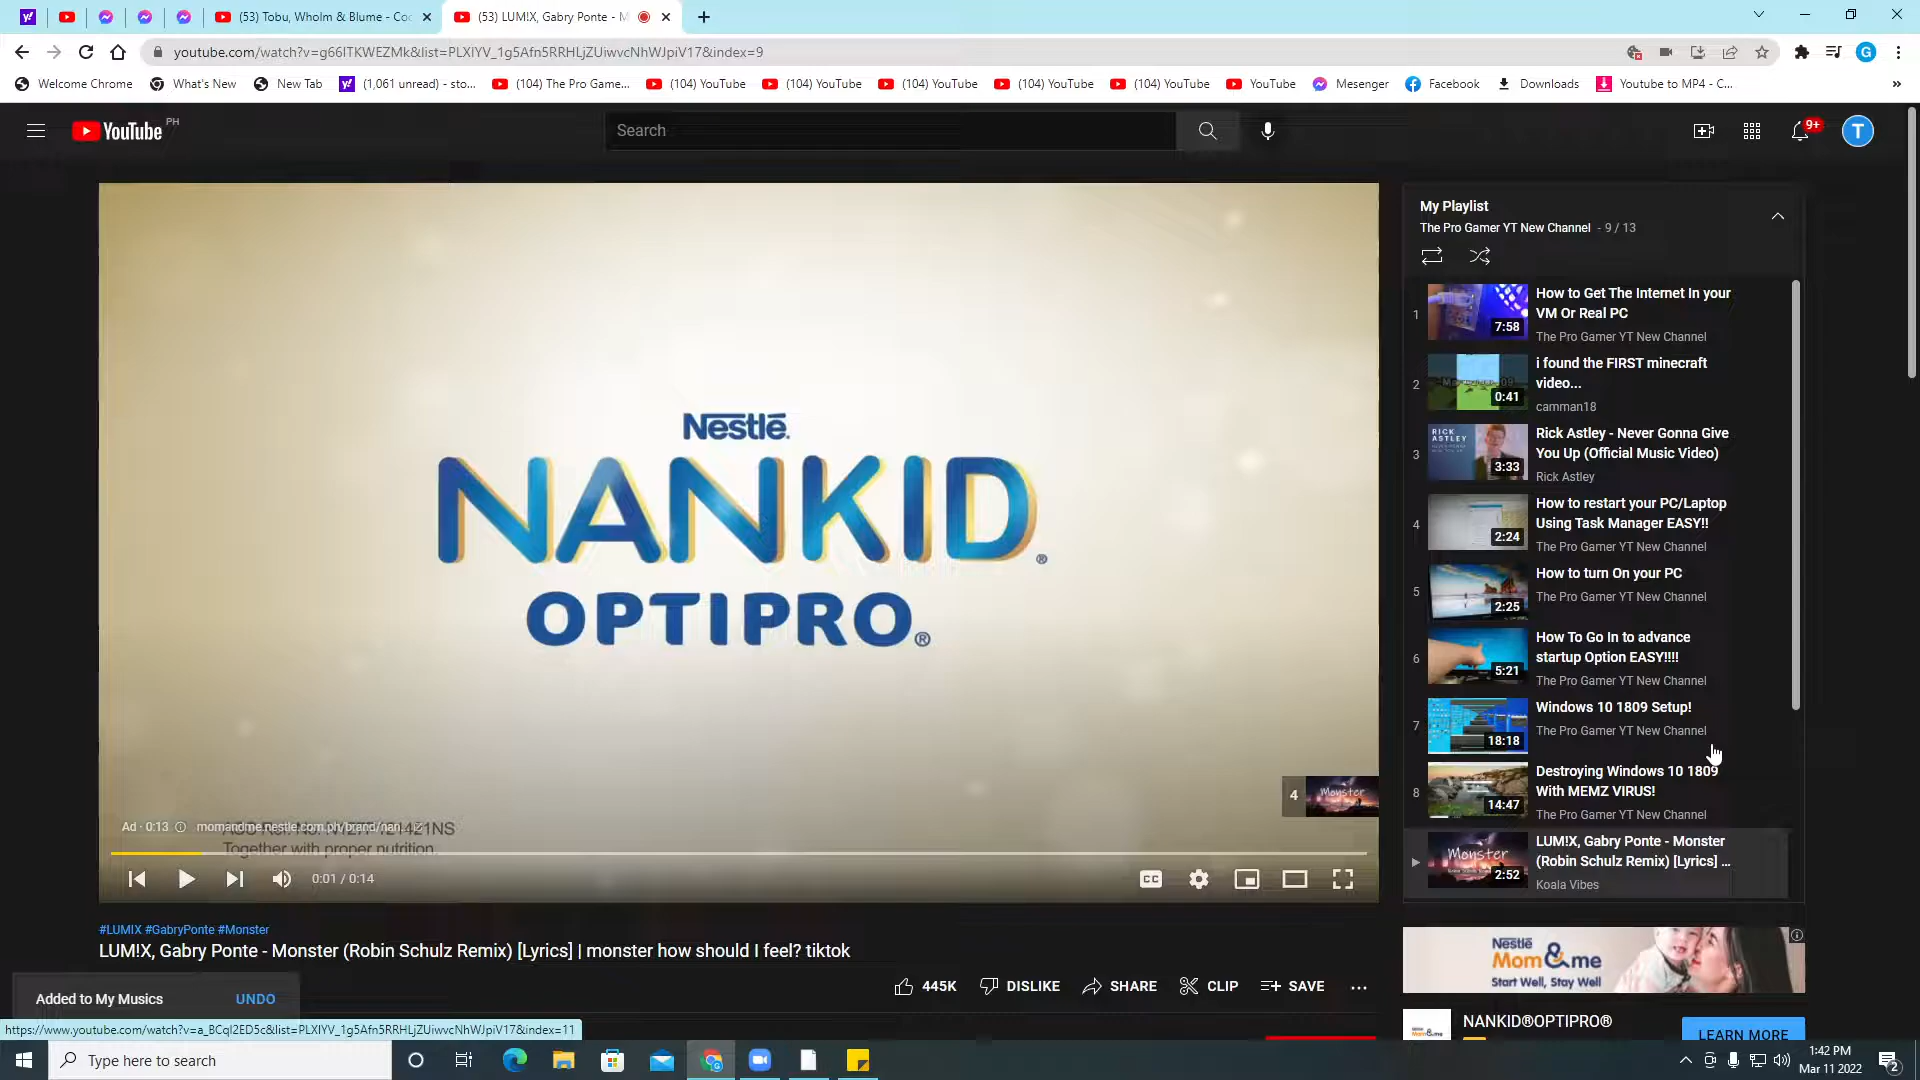 (53) Tobu, Wholm & Blume - Co
(53) LUM!X, Gabry Ponte - M
youtube.com/watch?v=g66ITKWEZMk&list=PLXIYV_1g5Afn5RRHLjZUiwvcNhWJpiV17&index=9
G
Welcome Chrome
What's New
New Tab
(1,061 unread) - sto...
(104) The Pro Game...
(104) YouTube
(104) YouTube
(104) YouTube
(104) YouTube
(104) YouTube
YouTube
Mesenger
Facebook
Downloads
Youtube to MP4 - C...
YouTube PH
Search
9+
T
Nestlé
NANKID®
OPTIPRO®
4 Monster
Ad · 0:13
momandme.nestle.com.ph/brand/nan...
Together with proper nutrition.
0:01 / 0:14
CC
My Playlist
The Pro Gamer YT New Channel - 9 / 13
1
7:58
How to Get The Internet In your
VM Or Real PC
The Pro Gamer YT New Channel
2
0:41
i found the FIRST minecraft
video...
camman18
3
RICK
ASTLEY
3:33
Rick Astley - Never Gonna Give
You Up (Official Music Video)
Rick Astley
4
2:24
How to restart your PC/Laptop
Using Task Manager EASY!!
The Pro Gamer YT New Channel
5
2:25
How to turn On your PC
The Pro Gamer YT New Channel
6
5:21
How To Go In to advance
startup Option EASY!!!!
The Pro Gamer YT New Channel
7
18:18
Windows 10 1809 Setup!
The Pro Gamer YT New Channel
8
14:47
Destroying Windows 10 1809
With MEMZ VIRUS!
The Pro Gamer YT New Channel
Monster
2:52
LUM!X, Gabry Ponte - Monster
(Robin Schulz Remix) [Lyrics] ...
Koala Vibes
#LUMIX #GabryPonte #Monster
LUM!X, Gabry Ponte - Monster (Robin Schulz Remix) [Lyrics] | monster how should I feel? tiktok
445K
DISLIKE
SHARE
CLIP
SAVE
Nestlé
Mom&me
Start Well, Stay Well
NANKID®OPTIPRO®
LEARN MORE
Added to My Musics
UNDO
https://www.youtube.com/watch?v=a_BCqI2ED5c&list=PLXIYV_1g5Afn5RRHLjZUiwvcNhWJpiV17&index=11
Type here to search
1:42 PM
Mar 11 2022
2